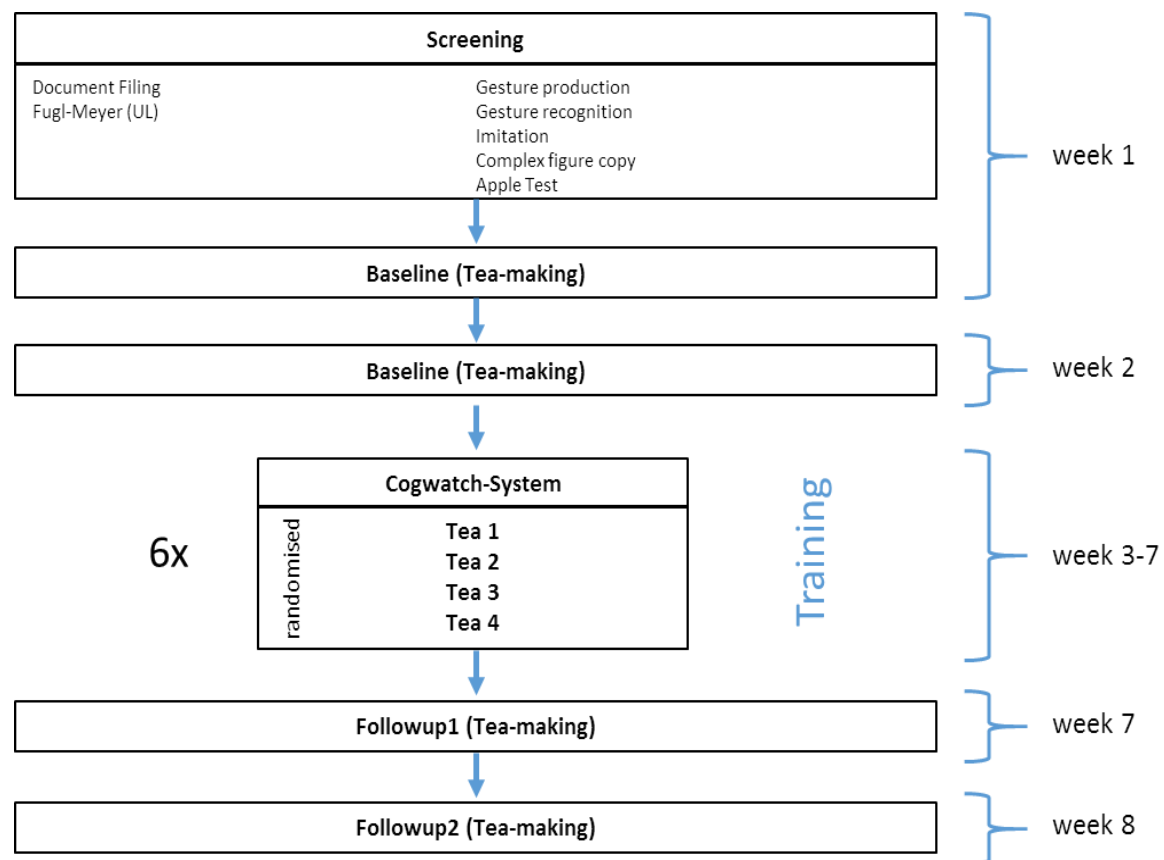 Screening
Document Filing
Fugl-Meyer (UL)
Gesture production
Gesture recognition
Imitation
Complex figure copy
Apple Test
week 1
Baseline (Tea-making)
Baseline (Tea-making)
week 2
Cogwatch-System
6x
randomised
Tea 1
Tea 2
Tea 3
Tea 4
Training
week 3-7
Followup1 (Tea-making)
week 7
Followup2 (Tea-making)
week 8